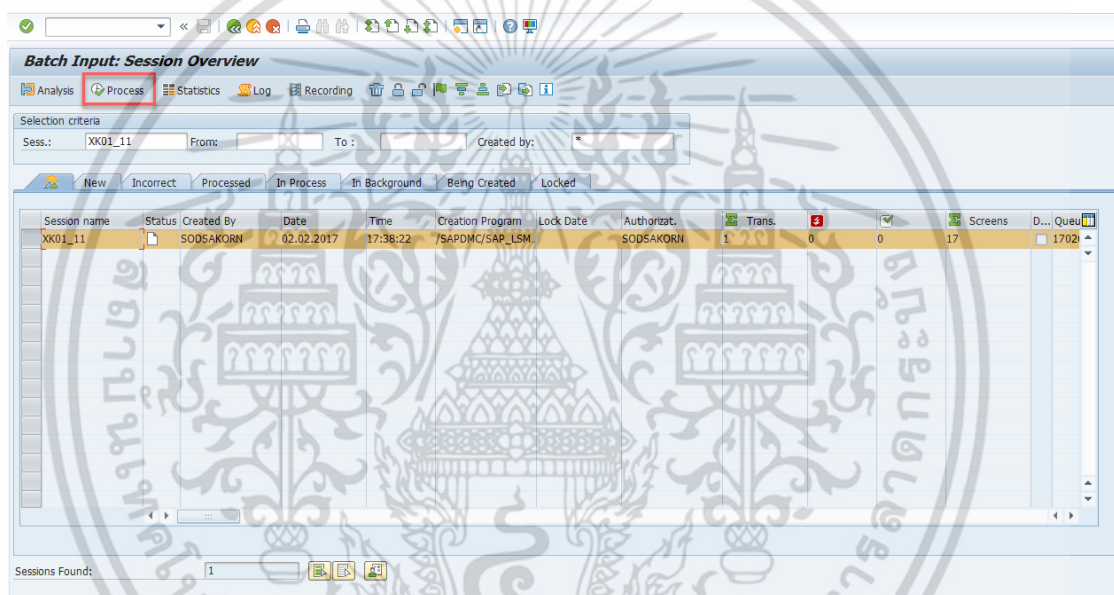 Batch Input: Session Overview
Analysis Process Statistics Log Recording
Selection criteria
Sess.: XK01_11 From: To : Created by: *
New Incorrect Processed In Process In Background Being Created Locked
Session name Status Created By Date Time Creation Program Lock Date Authorizat. Trans. Screens D... Queu
XK01_11 SODSAKORN 02.02.2017 17:38:22 /SAPDMC/SAP_LSM. SODSAKORN 1 0 0 17 1702
Sessions Found: 1